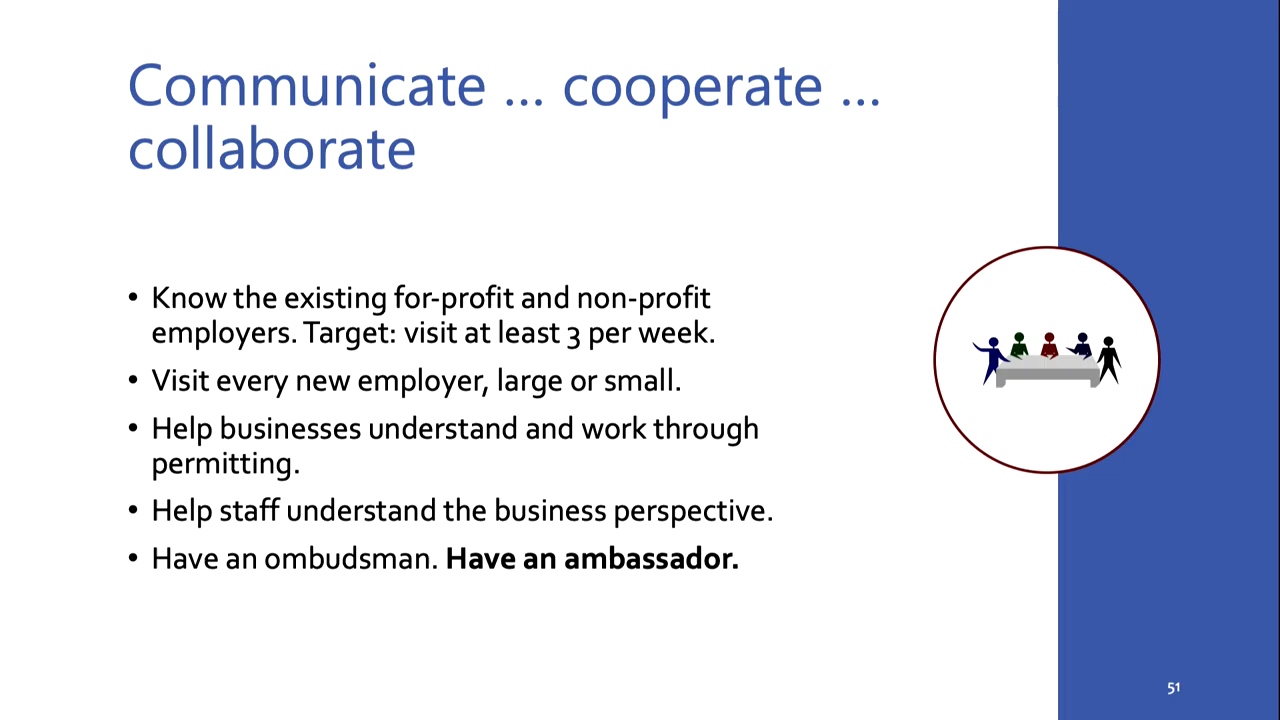 Communicate … cooperate …
collaborate
• Know the existing for-profit and non-profit
employers. Target: visit at least 3 per week.
• Visit every new employer, large or small.
• Help businesses understand and work through
permitting.
• Help staff understand the business perspective.
• Have an ombudsman. Have an ambassador.
51